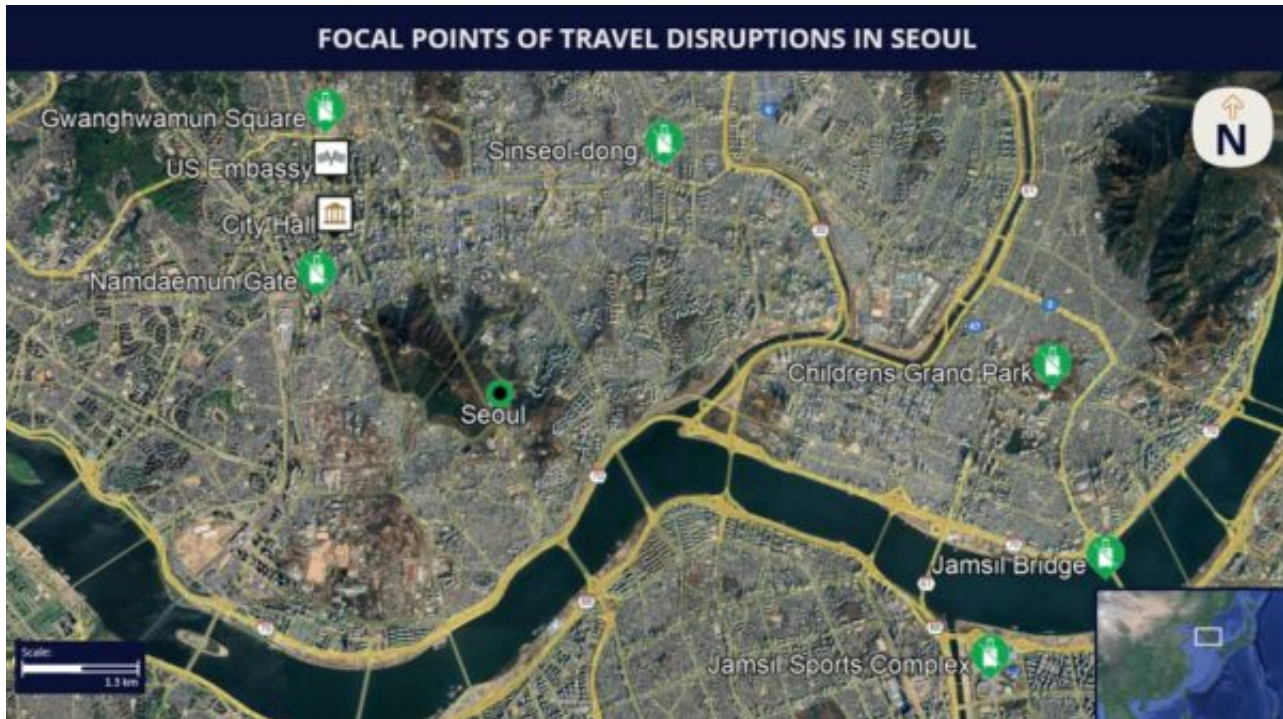 FOCAL POINTS OF TRAVEL DISRUPTIONS IN SEOUL
N
Gwanghwamun Square
US Embassy
Sinseol-dong
City Hall
Namdaemun Gate
Childrens Grand Park
Seoul
Jamsil Bridge
Jamsil Sports Complex
Scale:
1.3 km